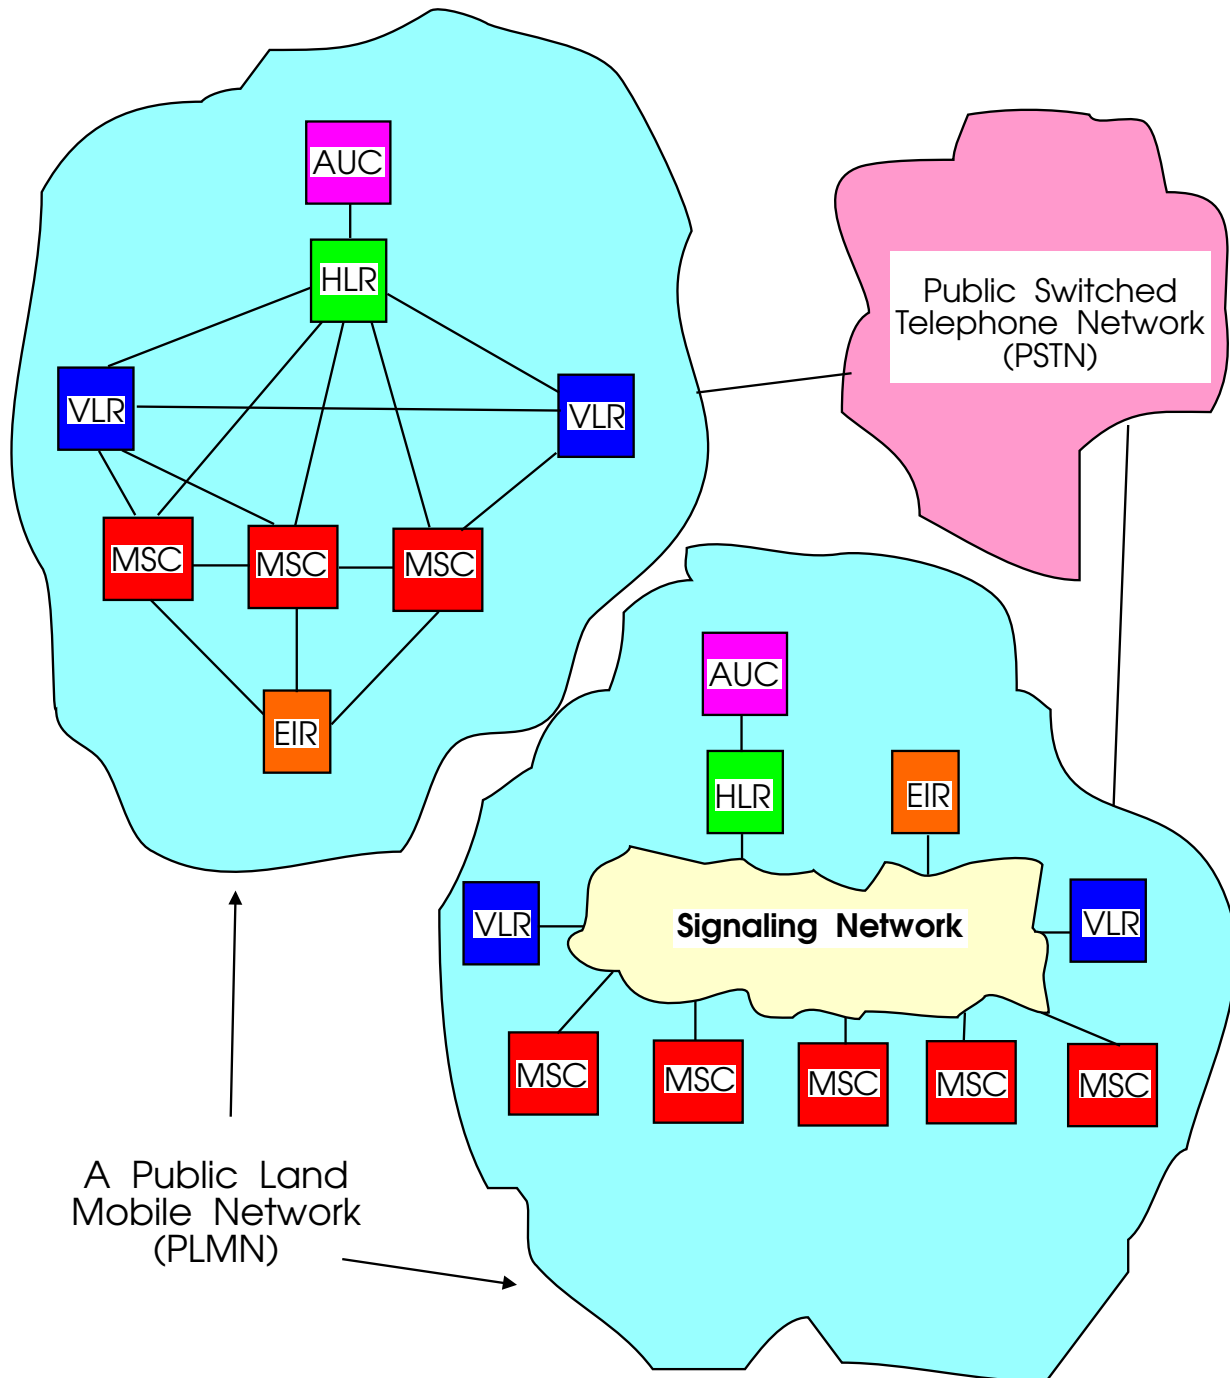 AUC
HLR
Public Switched
Telephone Network
(PSTN)
VLR
VLR
MSC
MSC
MSC
EIR
AUC
HLR
EIR
VLR
Signaling Network
VLR
MSC
MSC
MSC
MSC
MSC
A Public Land
Mobile Network
(PLMN)